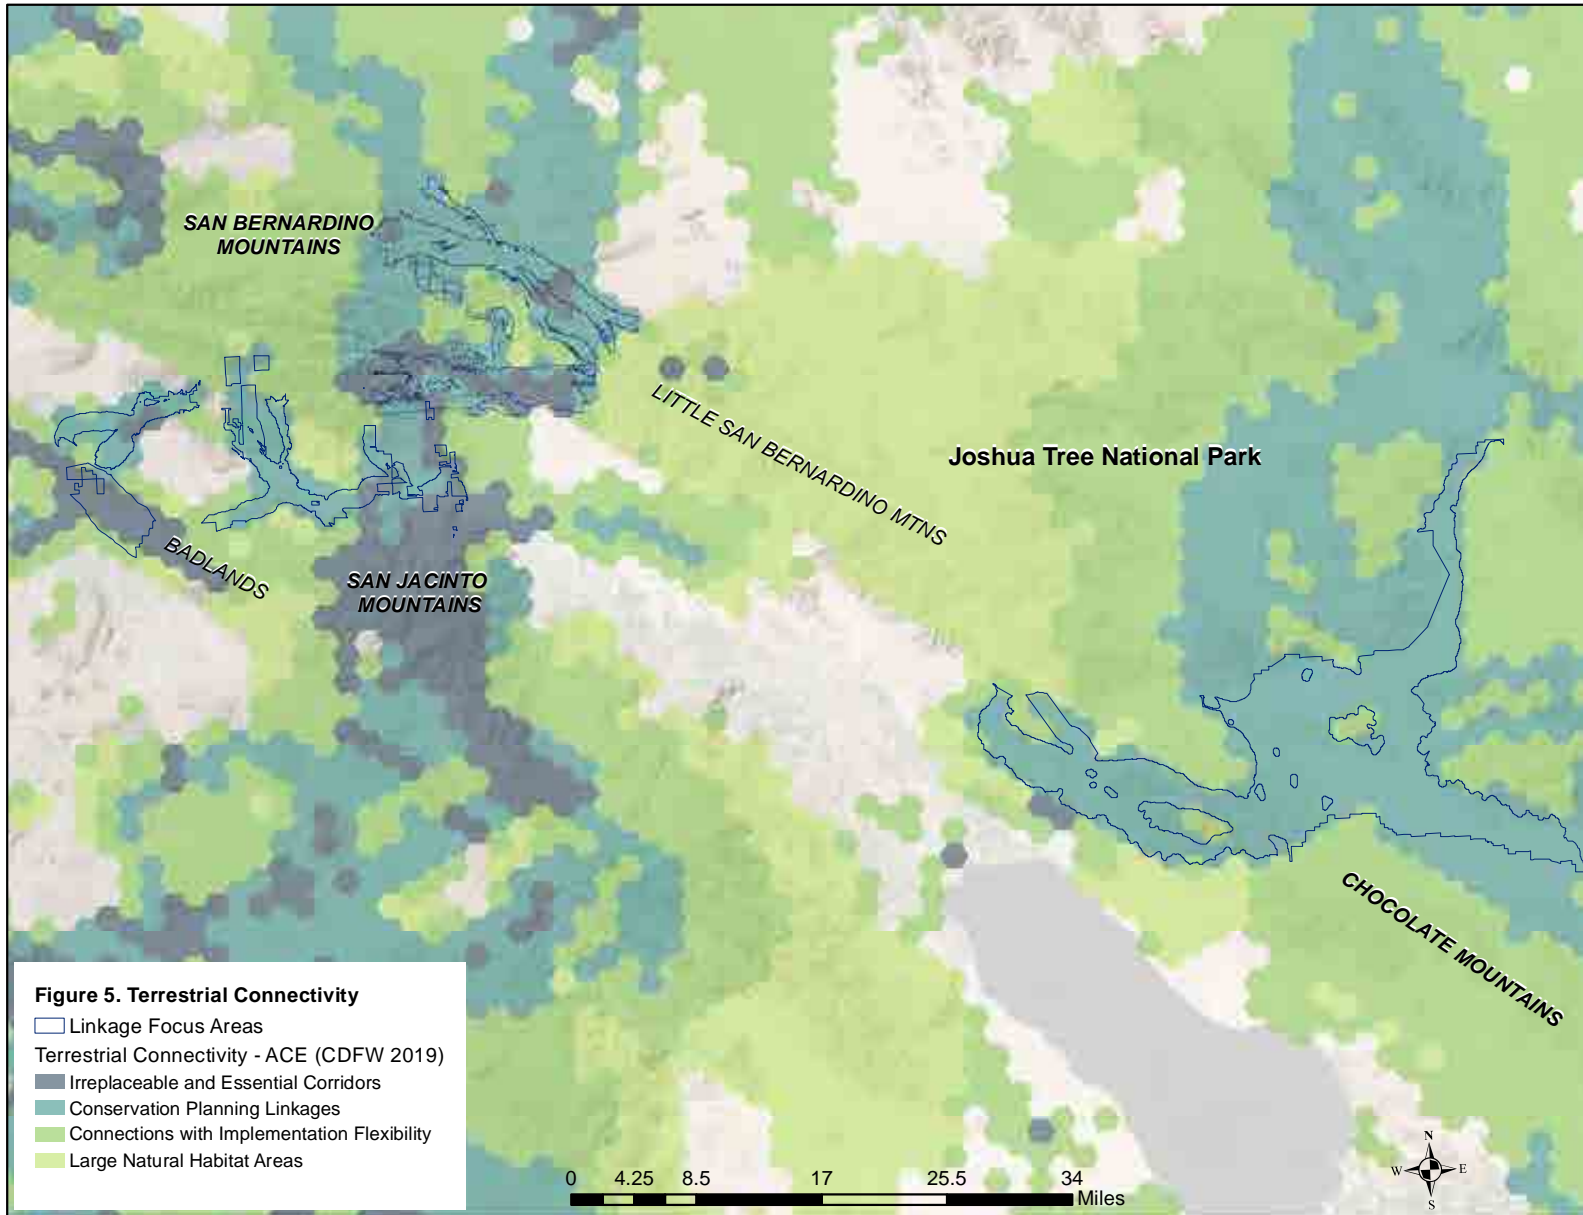 SAN BERNARDINO
MOUNTAINS
LITTLE SAN BERNARDINO MTNS
Joshua Tree National Park
BADLANDS
SAN JACINTO
MOUNTAINS
CHOCOLATE MOUNTAINS
Figure 5. Terrestrial Connectivity
Linkage Focus Areas
Terrestrial Connectivity - ACE (CDFW 2019)
Irreplaceable and Essential Corridors
Conservation Planning Linkages
Connections with Implementation Flexibility
Large Natural Habitat Areas
0 4.25 8.5 17 25.5 34
Miles
N
W E
S